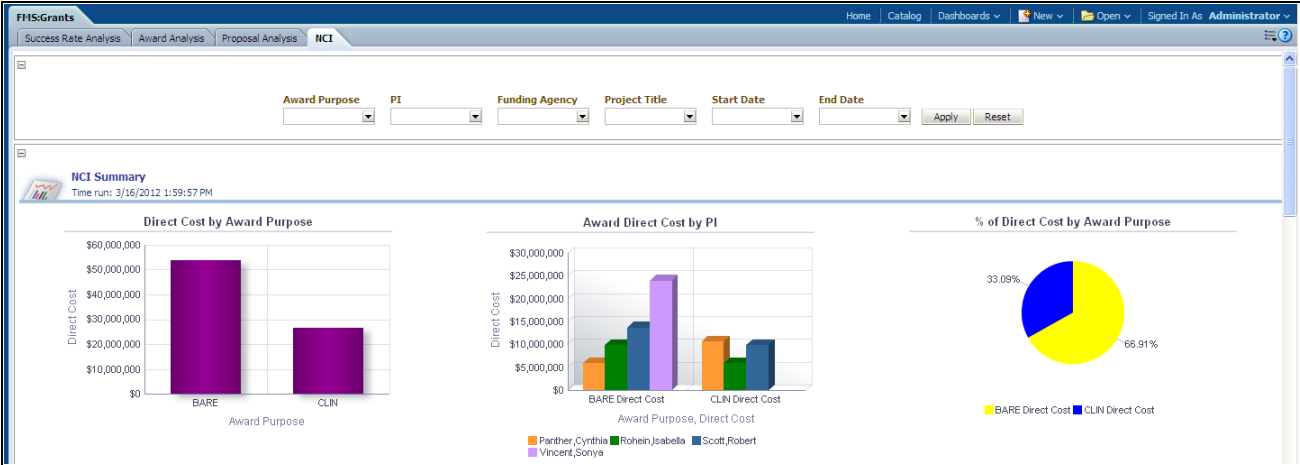 FMS:Grants
Home Catalog Dashboards New Open Signed In As Administrator
Success Rate Analysis Award Analysis Proposal Analysis NCI
Award Purpose PI Funding Agency Project Title Start Date End Date
Apply Reset
NCI Summary
Time run: 3/16/2012 1:59:57 PM
Direct Cost by Award Purpose
$60,000,000
$50,000,000
$40,000,000
$30,000,000
$20,000,000
$10,000,000
$0
Direct Cost
BARE CLIN
Award Purpose
Award Direct Cost by PI
$30,000,000
$25,000,000
$20,000,000
$15,000,000
$10,000,000
$5,000,000
$0
Direct Cost
BARE Direct Cost CLIN Direct Cost
Award Purpose, Direct Cost
Panther,Cynthia Rohein,Isabella Scott,Robert
Vincent,Sonya
% of Direct Cost by Award Purpose
33.09%
66.91%
BARE Direct Cost CLIN Direct Cost